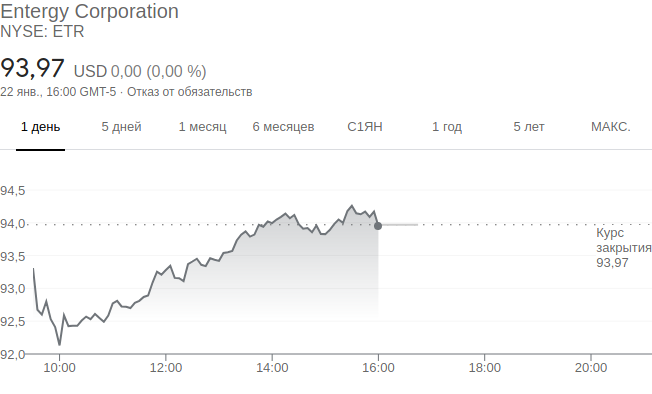 Entergy Corporation
NYSE: ETR
93,97 USD 0,00 (0,00 %)
22 янв., 16:00 GMT-5 · Отказ от обязательств
1 день 5 дней 1 месяц 6 месяцев С1ЯН 1 год 5 лет МАКС.
94,5
94,0
Курс
закрытия
93,97
93,5
93,0
92,5
92,0
10:00 12:00 14:00 16:00 18:00 20:00